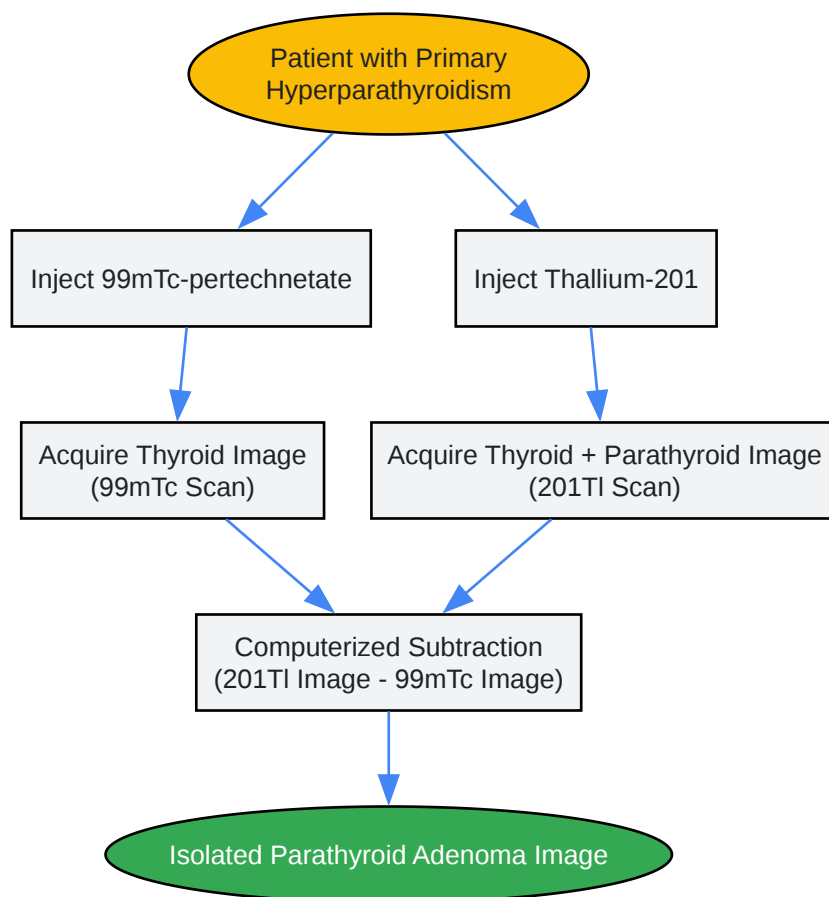 Patient with Primary
Hyperparathyroidism
Inject 99mTc-pertechnetate
Inject Thallium-201
Acquire Thyroid Image
(99mTc Scan)
Acquire Thyroid + Parathyroid Image
(201Tl Scan)
Computerized Subtraction
(201Tl Image - 99mTc Image)
Isolated Parathyroid Adenoma Image